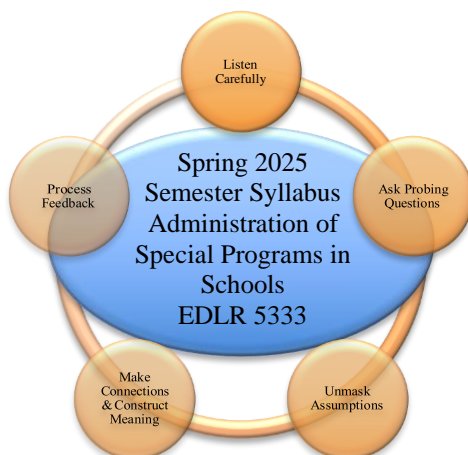 Listen
Carefully
Spring 2025
Semester Syllabus
Administration of
Special Programs in
Schools
EDLR 5333
Process
Feedback
Ask Probing
Questions
Make
Connections
& Construct
Meaning
Unmask
Assumptions